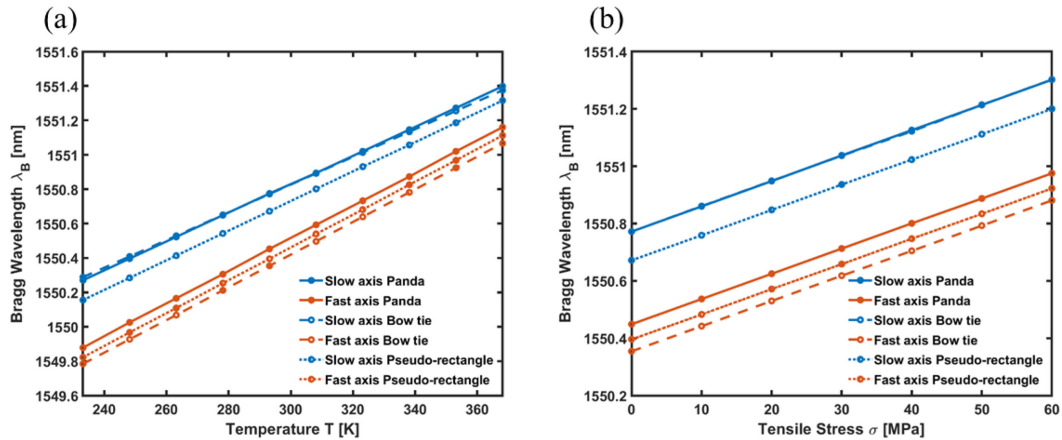 (a)
1551.6
1551.4
1551.2
1551
1550.8
1550.6
1550.4
1550.2
1550
1549.8
1549.6
Bragg Wavelength λB [nm]
240
260
280
300
320
340
360
Temperature T [K]
Slow axis Panda
Fast axis Panda
Slow axis Bow tie
Fast axis Bow tie
Slow axis Pseudo-rectangle
Fast axis Pseudo-rectangle
(b)
1551.4
1551.2
1551
1550.8
1550.6
1550.4
1550.2
Bragg Wavelength λB [nm]
0
10
20
30
40
50
60
Tensile Stress σ [MPa]
Slow axis Panda
Fast axis Panda
Slow axis Bow tie
Fast axis Bow tie
Slow axis Pseudo-rectangle
Fast axis Pseudo-rectangle